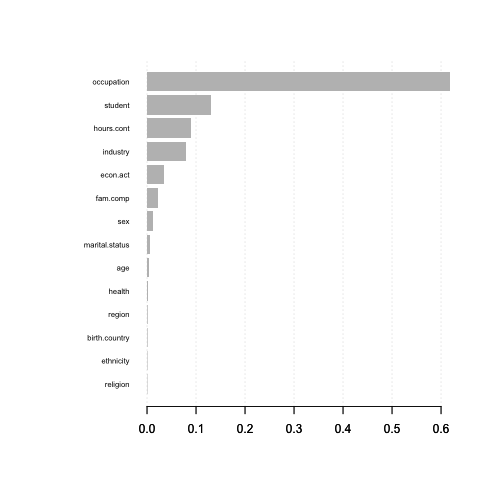 occupation
student
hours.cont
industry
econ.act
fam.comp
sex
marital.status
age
health
region
birth.country
ethnicity
religion
0.0 0.1 0.2 0.3 0.4 0.5 0.6